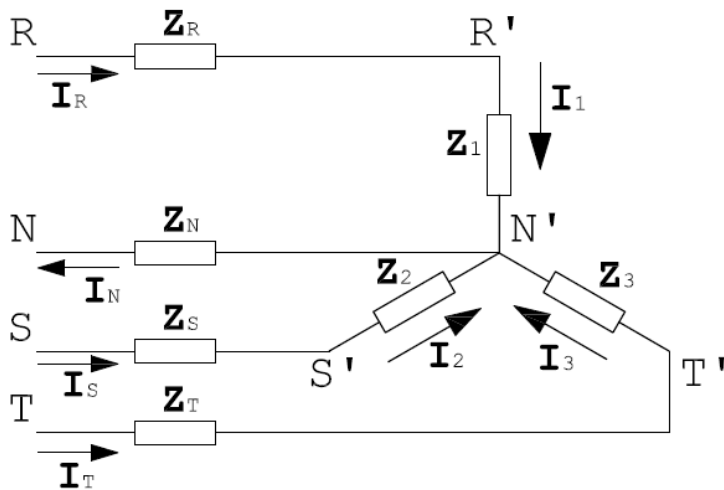 R Z_R R'
I_R I_1
Z_1
N Z_N N'
I_N Z_2 Z_3
S Z_S
I_S S' I_2 I_3 T'
T Z_T
I_T